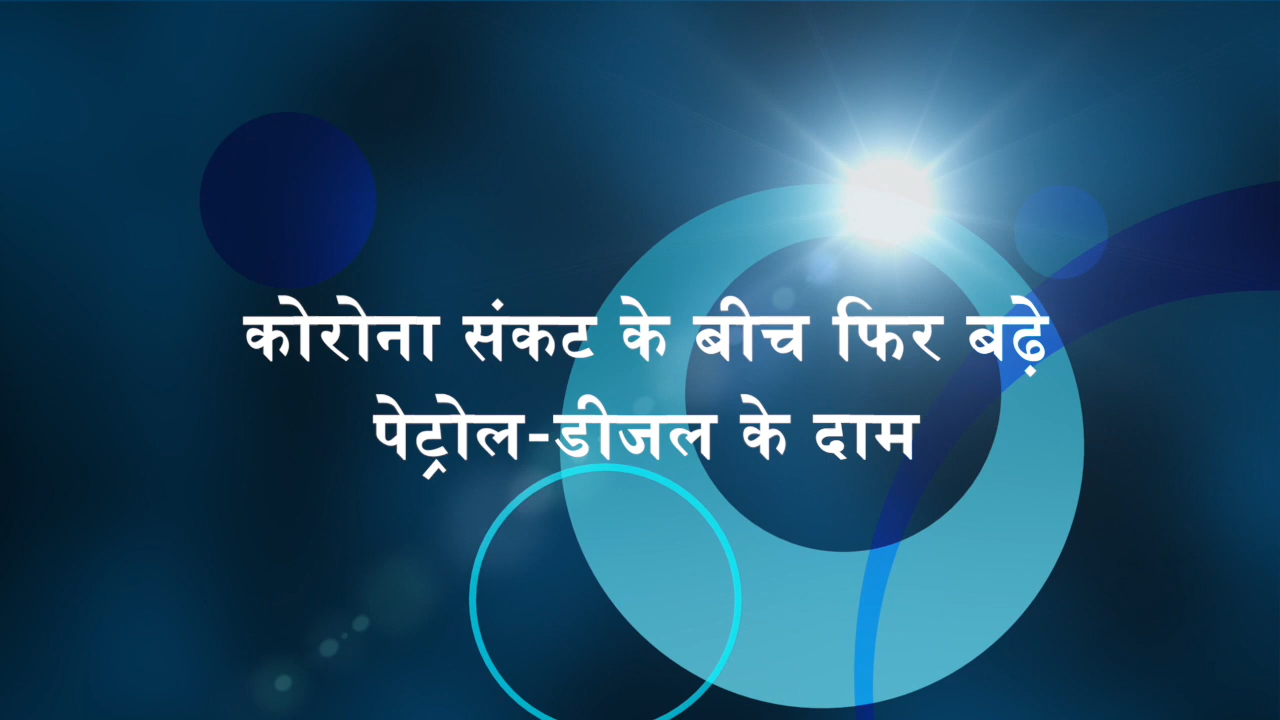 कोरोना संकट के बीच फिर बढ़े
पेट्रोल-डीजल के दाम